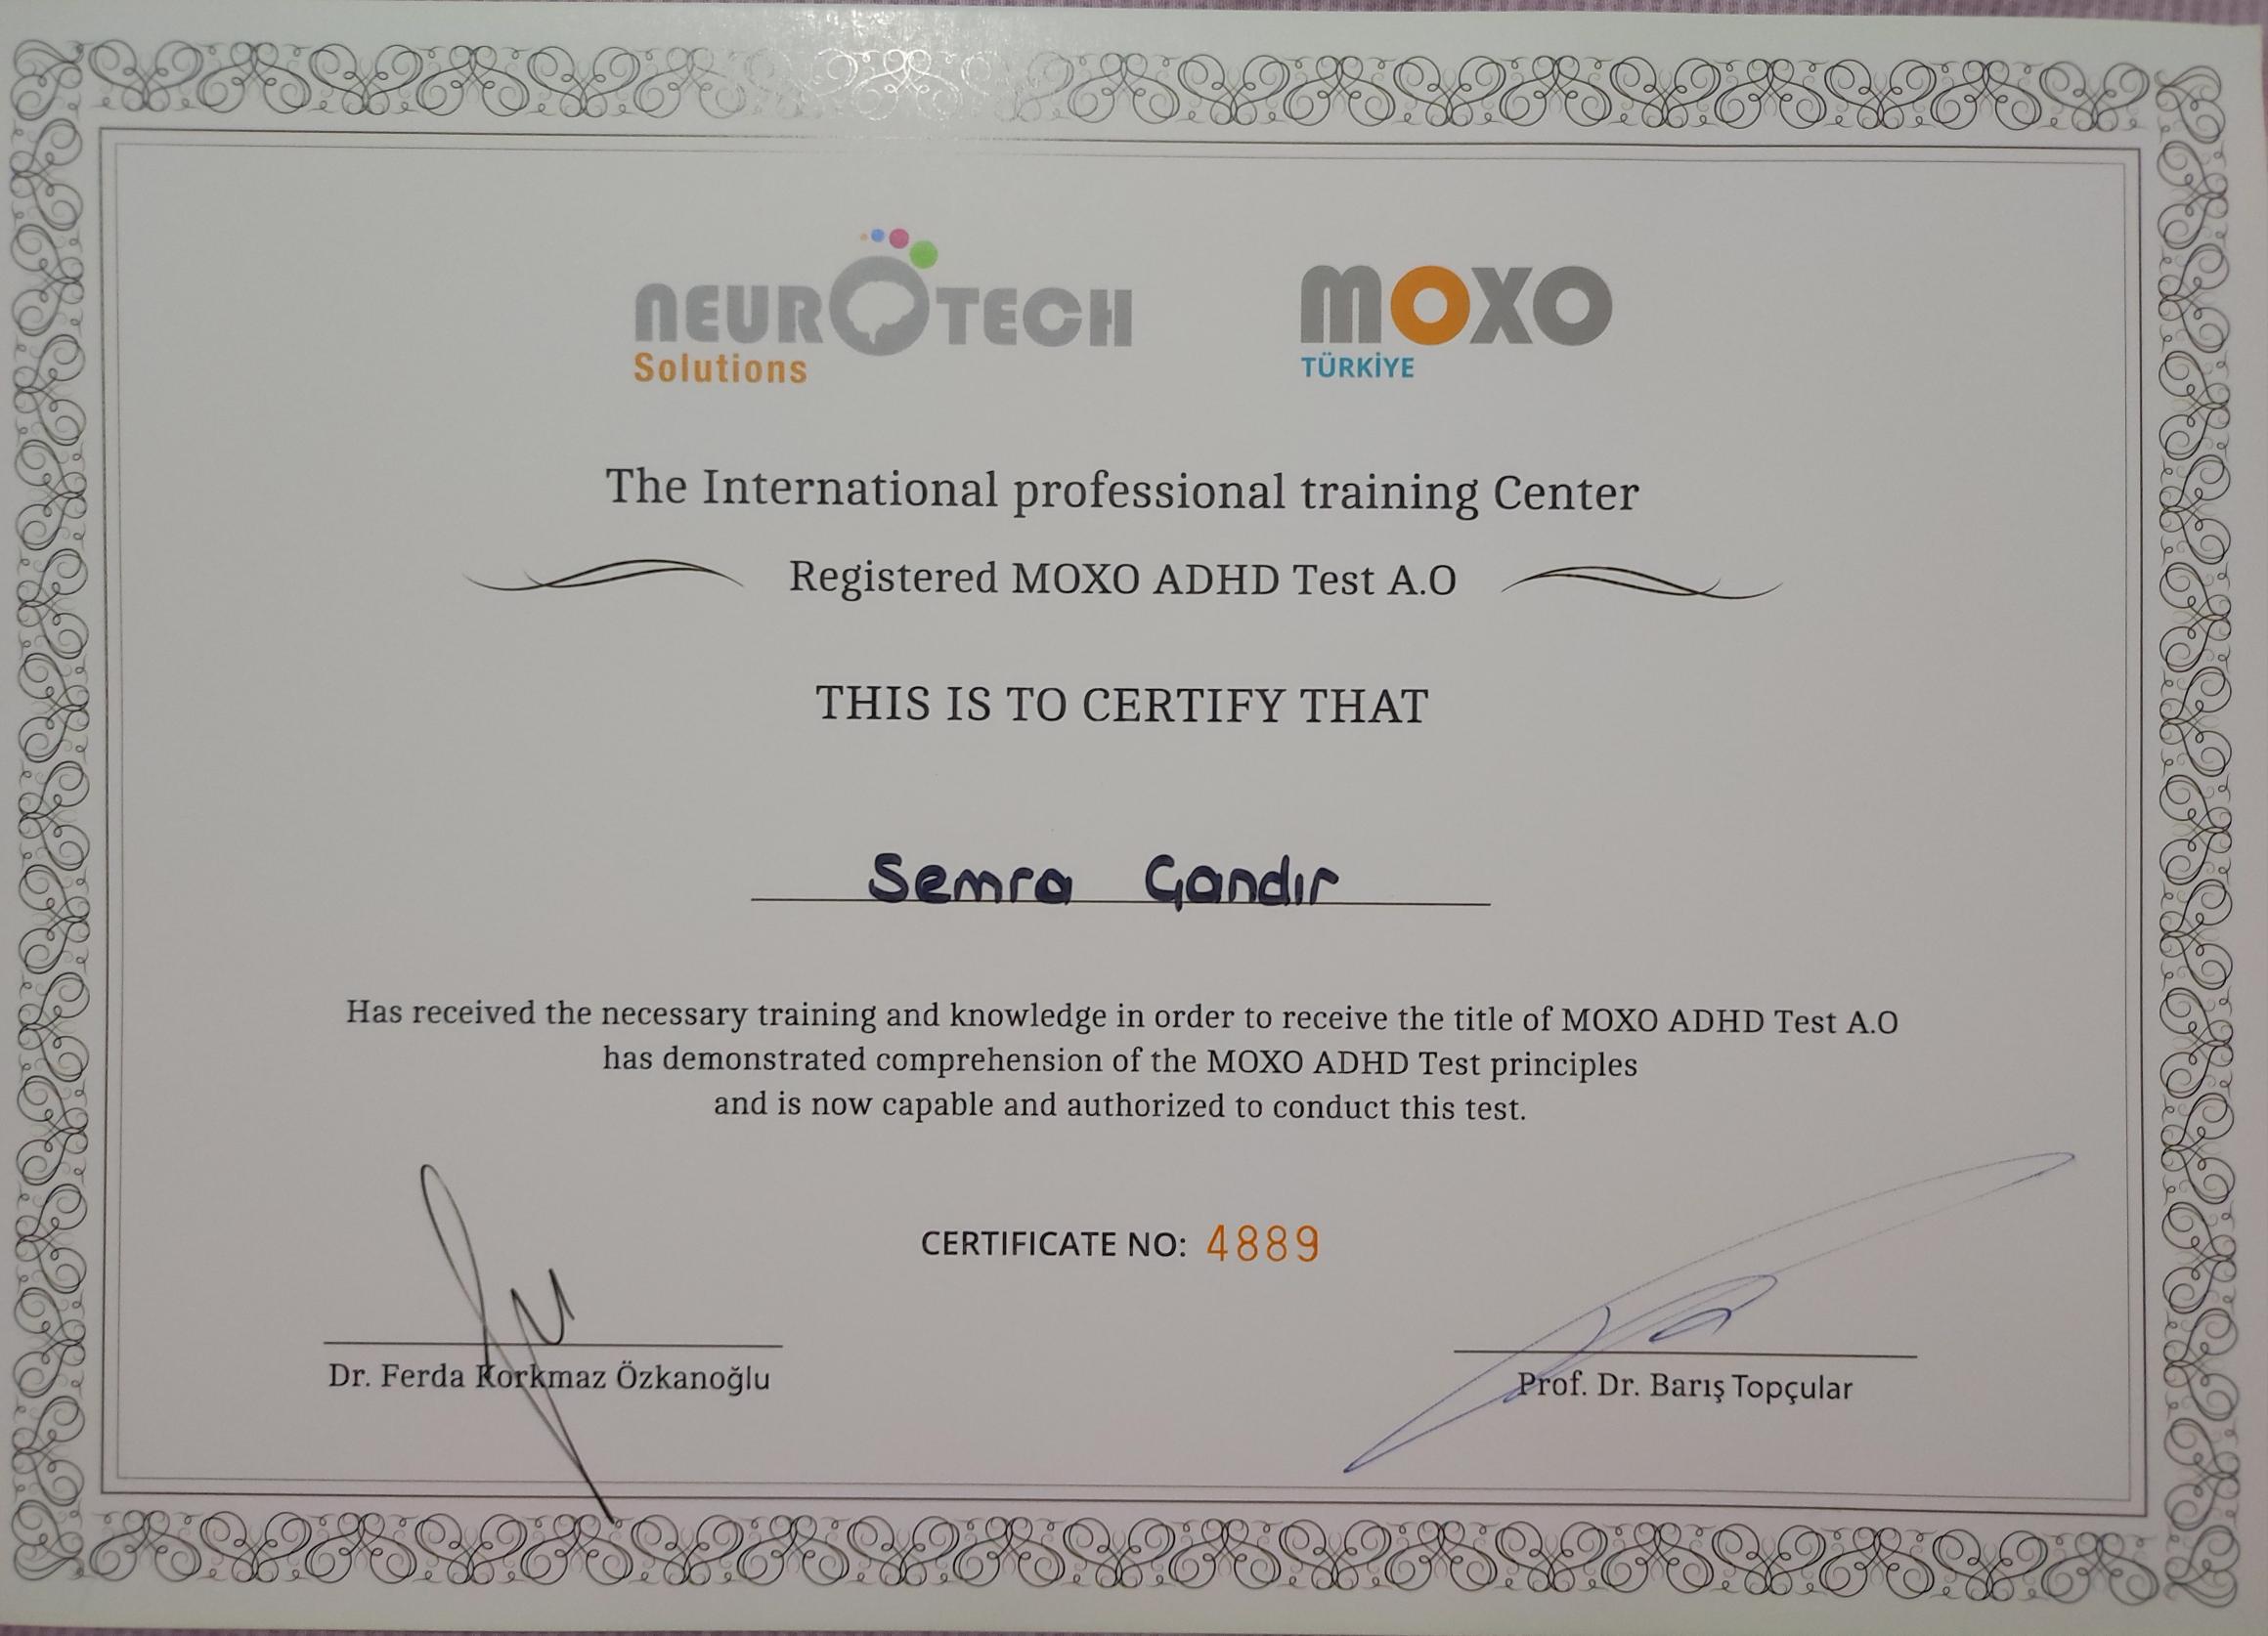 NEUROTECH
Solutions
MOXO
TÜRKİYE
The International professional training Center
Registered MOXO ADHD Test A.O
THIS IS TO CERTIFY THAT
Semra Çandır
Has received the necessary training and knowledge in order to receive the title of MOXO ADHD Test A.O
has demonstrated comprehension of the MOXO ADHD Test principles
and is now capable and authorized to conduct this test.
CERTIFICATE NO: 4889
Dr. Ferda Korkmaz Özkanoğlu
Prof. Dr. Barış Topçular